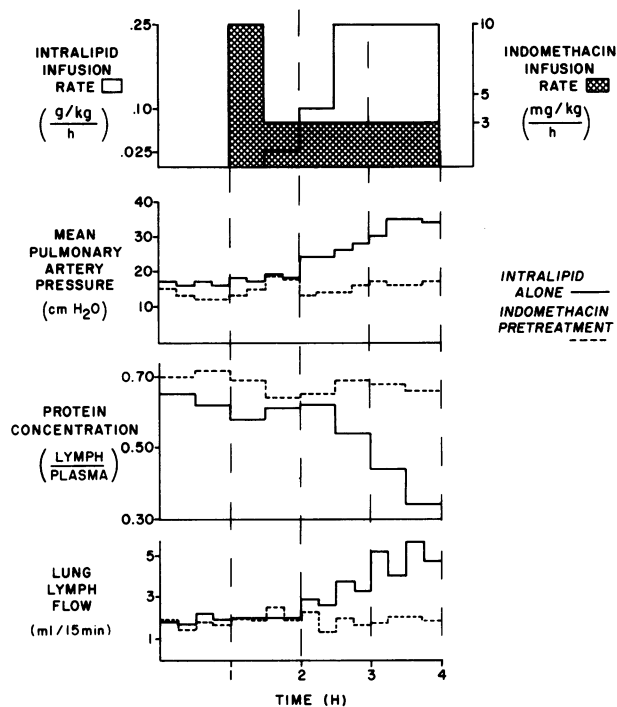 INTRALIPID
INFUSION
RATE
(g/kg
h)
.25
.10
.025
10
5
3
INDOMETHACIN
INFUSION
RATE
(mg/kg
h)
MEAN
PULMONARY
ARTERY
PRESSURE
(cm H2O)
40
30
20
10
INTRALIPID
ALONE
INDOMETHACIN
PRETREATMENT
PROTEIN
CONCENTRATION
(LYMPH
PLASMA)
0.70
0.50
0.30
LUNG
LYMPH
FLOW
(ml/15min)
5
3
1
1 2 3 4
TIME (H)